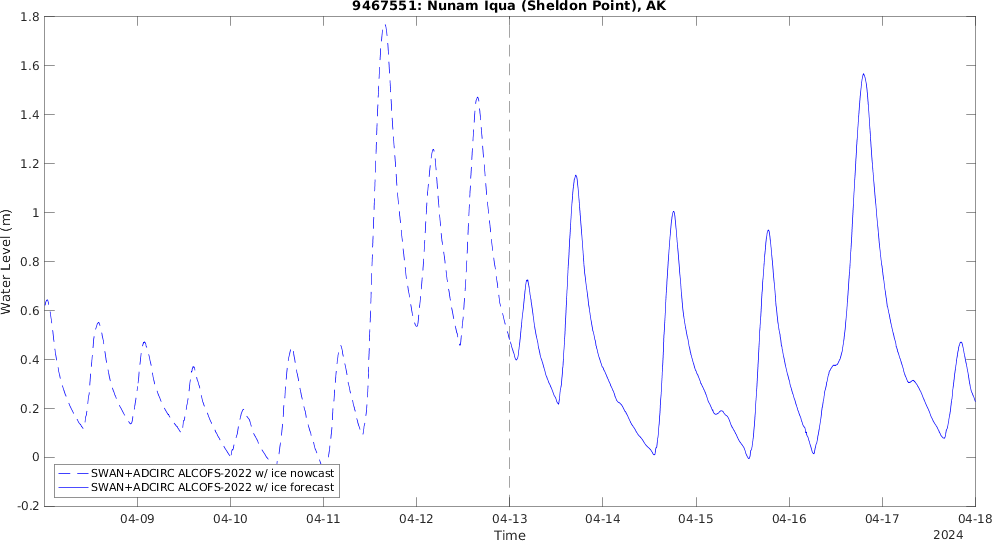 9467551: Nunam Iqua (Sheldon Point), AK
Water Level (m)
1.8
1.6
1.4
1.2
1
0.8
0.6
0.4
0.2
0
-0.2
SWAN+ADCIRC ALCOFS-2022 w/ ice nowcast
SWAN+ADCIRC ALCOFS-2022 w/ ice forecast
04-09 04-10 04-11 04-12 04-13 04-14 04-15 04-16 04-17 04-18
Time
2024